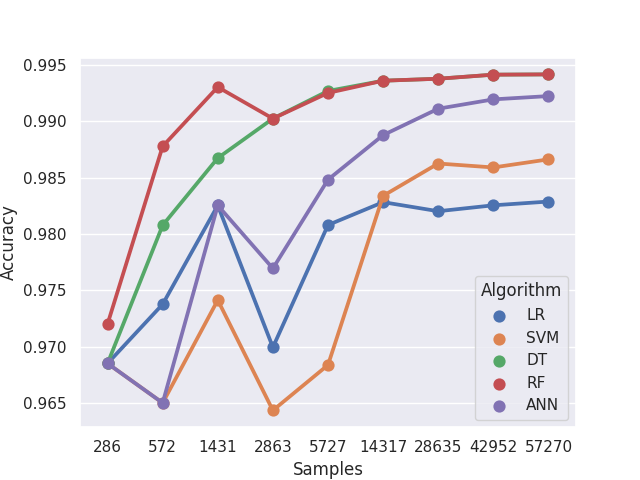 0.995
0.990
0.985
0.980
0.975
0.970
0.965
Accuracy
286 572 1431 2863 5727 14317 28635 42952 57270
Samples
Algorithm
LR
SVM
DT
RF
ANN